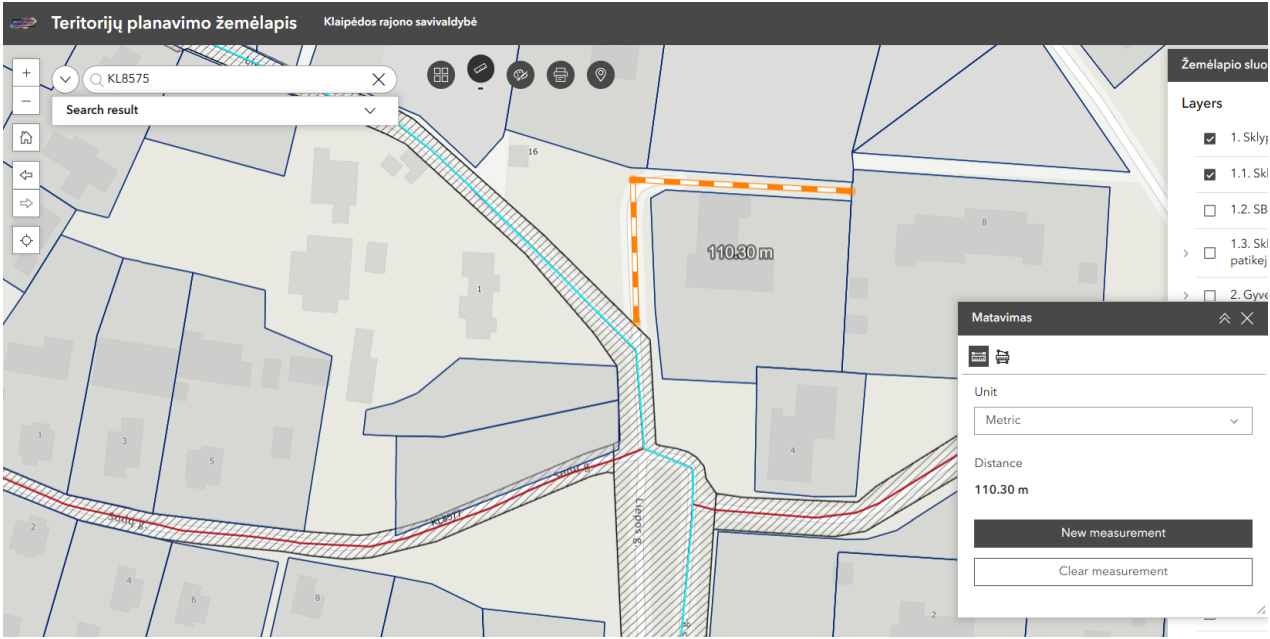 Teritorijų planavimo žemėlapis
Klaipėdos rajono savivaldybė
KL8575
Search result
Žemėlapio sluo
Layers
1. Sklyp
1.1. Skl
1.2. SB
1.3. Skl
patikej
2. Gyve
16
8
110.30 m
1
Matavimas
Unit
Metric
Distance
110.30 m
New measurement
Clear measurement
1
3
5
4
Sodų g.
KL8517
Liepos g.
Sodų g.
2
4
6
8
2